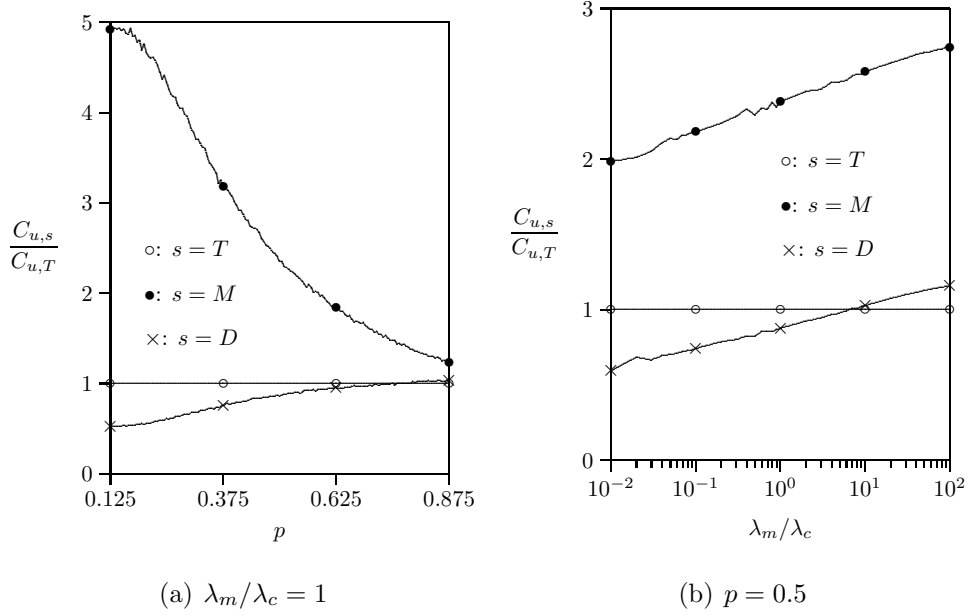 5
4
3
2
1
0
0.125 0.375 0.625 0.875
p
C_{u,s}
C_{u,T}
○: s = T
●: s = M
×: s = D
(a) λ_m/λ_c = 1
3
2
1
0
10^{-2} 10^{-1} 10^0 10^1 10^2
λ_m/λ_c
C_{u,s}
C_{u,T}
○: s = T
●: s = M
×: s = D
(b) p = 0.5